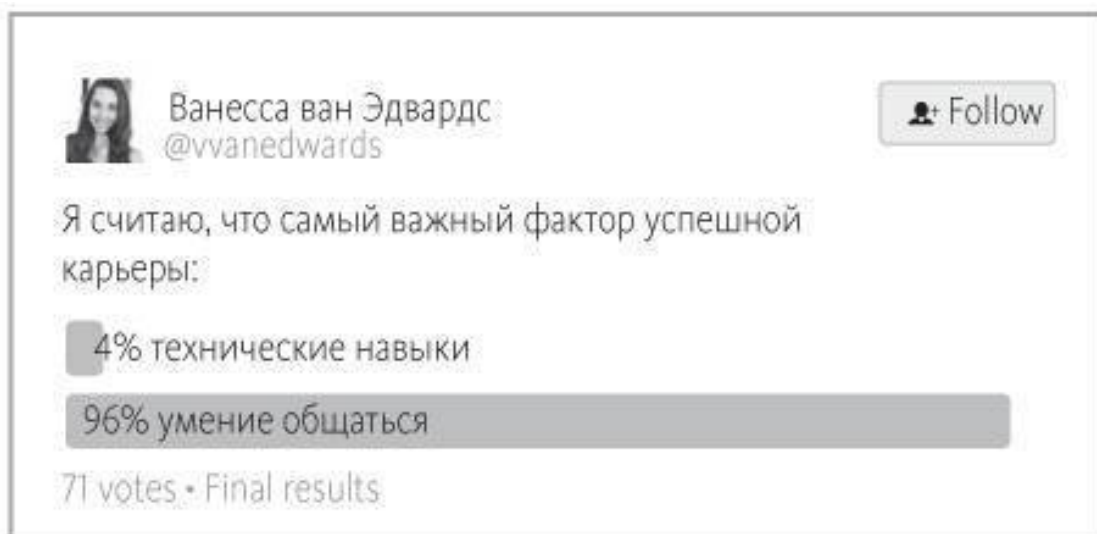 Ванесса ван Эдвардс
@vvanedwards
Follow
Я считаю, что самый важный фактор успешной
карьеры:
4% технические навыки
96% умение общаться
71 votes • Final results